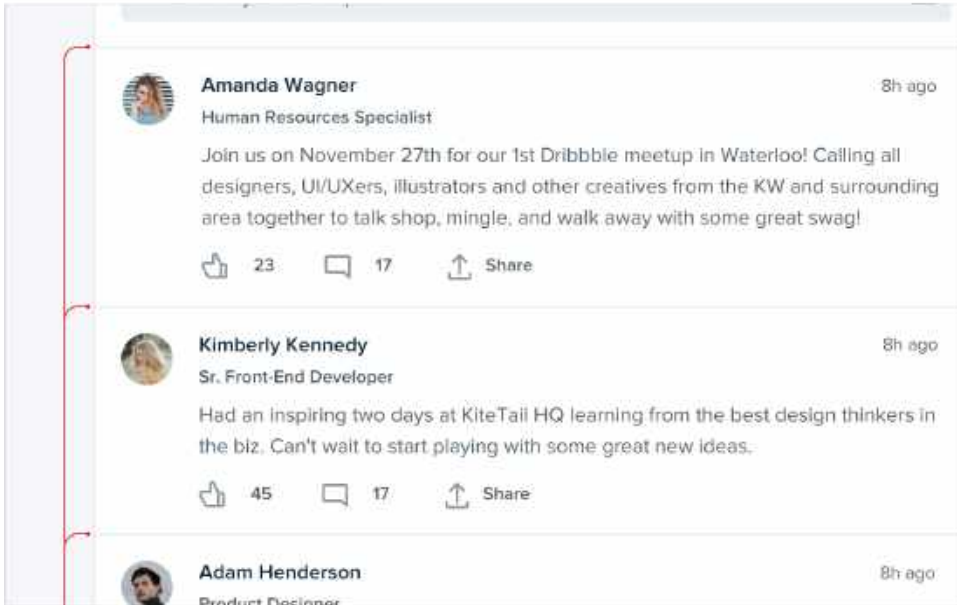 Amanda Wagner
8h ago
Human Resources Specialist
Join us on November 27th for our 1st Dribbble meetup in Waterloo! Calling all
designers, UI/UXers, illustrators and other creatives from the KW and surrounding
area together to talk shop, mingle, and walk away with some great swag!
23 17 Share
Kimberly Kennedy
8h ago
Sr. Front-End Developer
Had an inspiring two days at KiteTail HQ learning from the best design thinkers in
the biz. Can't wait to start playing with some great new ideas.
45 17 Share
Adam Henderson
8h ago
Product Designer